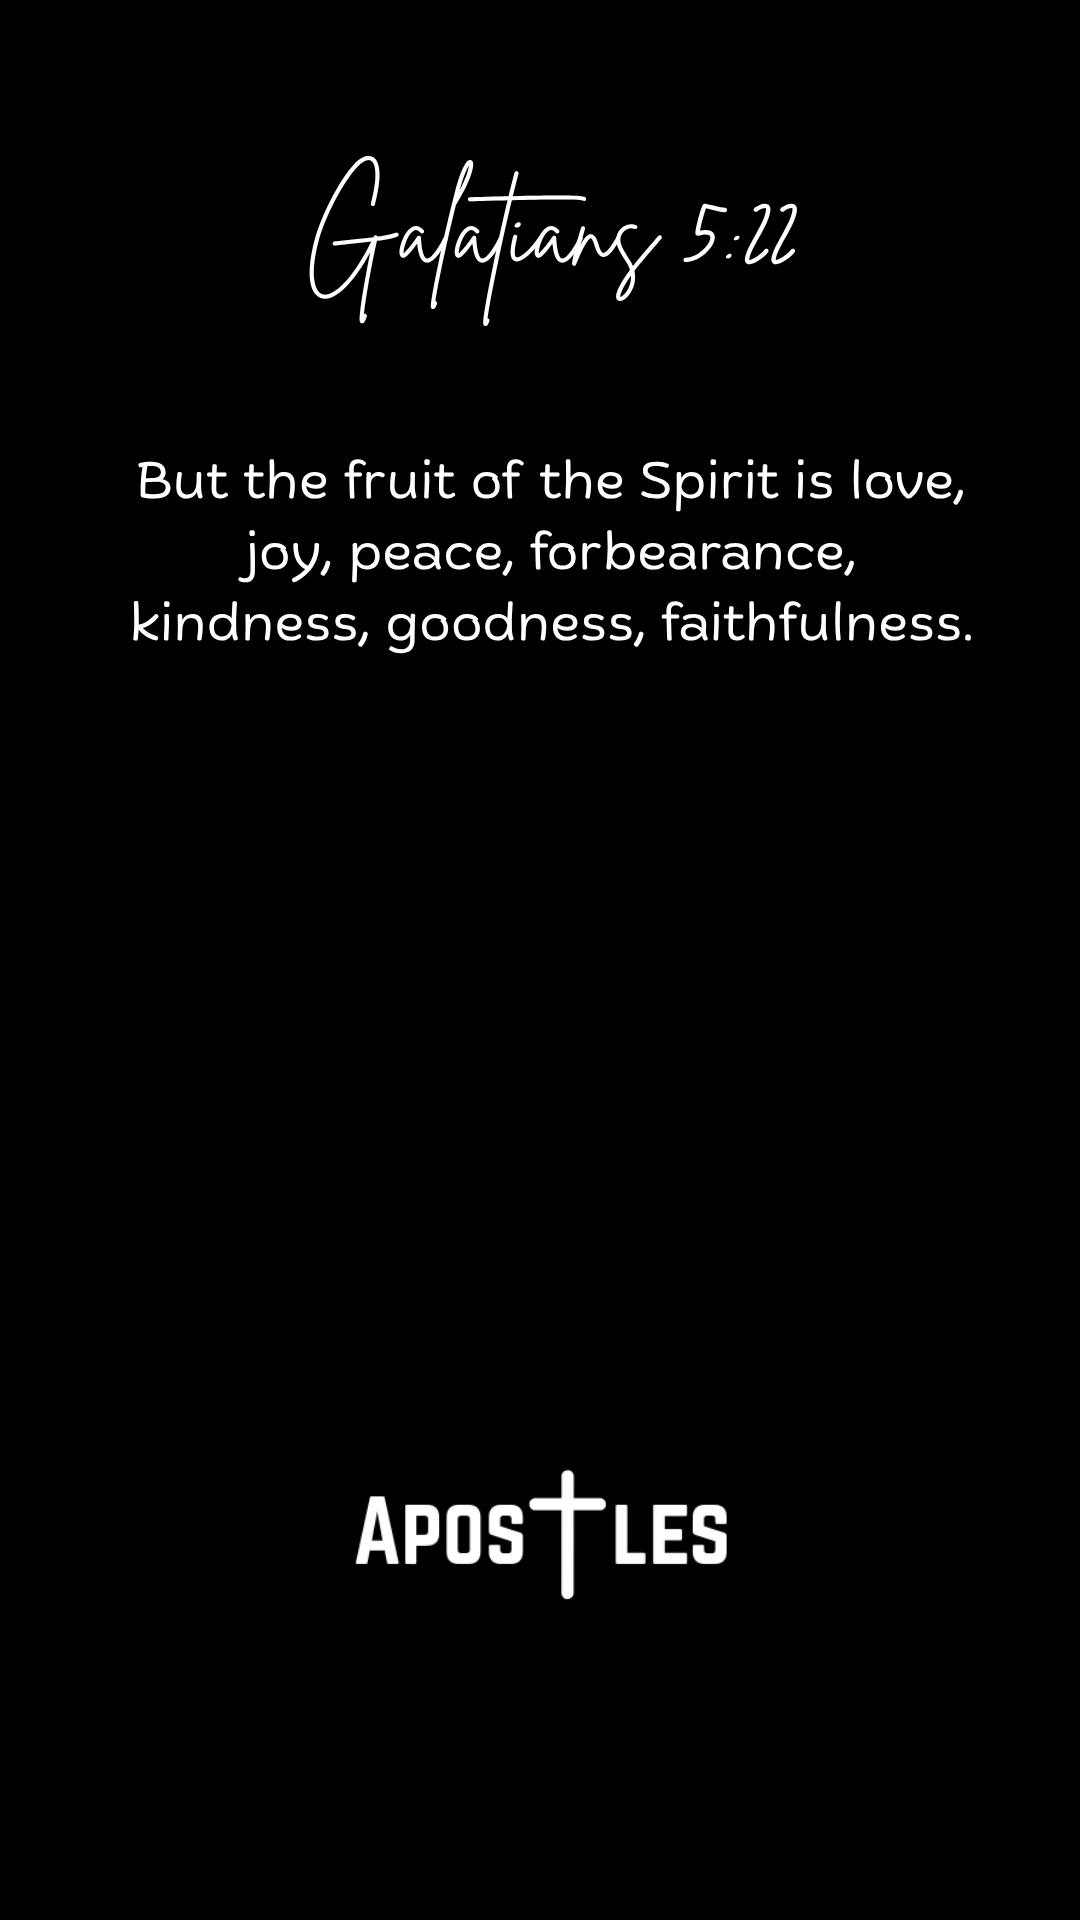 Galatians 5:22
But the fruit of the Spirit is love,
joy, peace, forbearance,
kindness, goodness, faithfulness.
APOSTLES